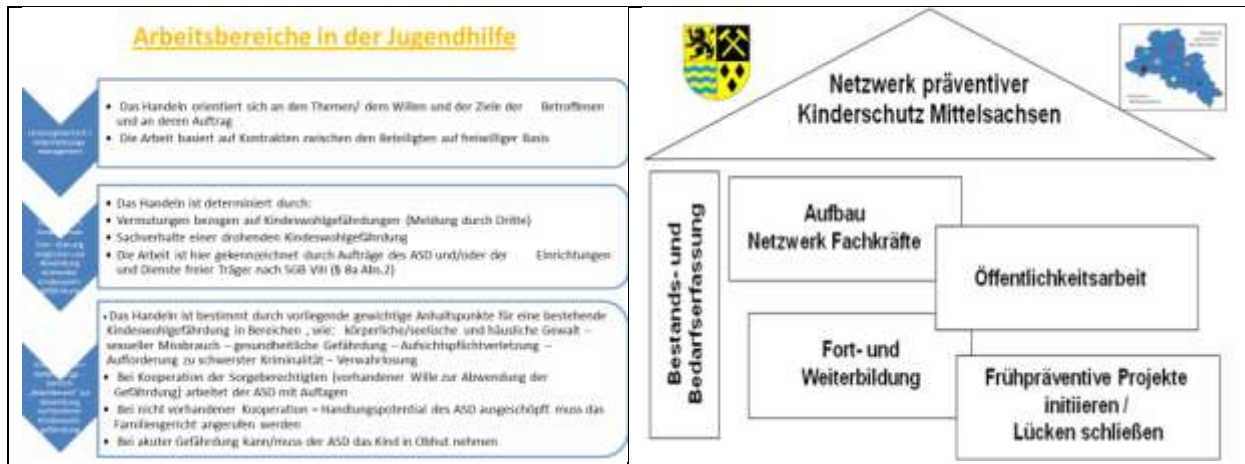 Arbeitsbereiche in der Jugendhilfe
• Das Handeln orientiert sich an den Themen/ dem Willen und der Ziele der Betroffenen
und an deren Auftrag
• Die Arbeit basiert auf Kontrakten zwischen den Beteiligten auf freiwilliger Basis
management
• Das Handeln ist determiniert durch:
• Vermutungen bezogen auf Kindeswohlgefährdungen (Meldung durch Dritte)
• Sachverhalte einer drohenden Kindeswohlgefährdung
• Die Arbeit ist hier gekennzeichnet durch Aufträge des ASD und/oder der Einrichtungen
und Dienste freier Träger nach SGB VIII (§ 8a Abs.2)
• Das Handeln ist bestimmt durch vorliegende gewichtige Anhaltspunkte für eine bestehende
Kindeswohlgefährdung in Bereichen , wie: körperliche/seelische und häusliche Gewalt –
sexueller Missbrauch – gesundheitliche Gefährdung – Aufsichtspflichtverletzung –
Aufforderung zu schwerster Kriminalität – Verwahrlosung
• Bei Kooperation der Sorgeberechtigten (vorhandener Wille zur Abwendung der
Gefährdung) arbeitet der ASD mit Auflagen
• Bei nicht vorhandener Kooperation = Handlungspotential des ASD ausgeschöpft muss das
Familiengericht angerufen werden
• Bei akuter Gefährdung kann/muss der ASD das Kind in Obhut nehmen
Netzwerk präventiver
Kinderschutz Mittelsachsen
Bestands- und
Bedarfserfassung
Aufbau
Netzwerk Fachkräfte
Öffentlichkeitsarbeit
Fort- und
Weiterbildung
Frühpräventive Projekte
initiieren /
Lücken schließen